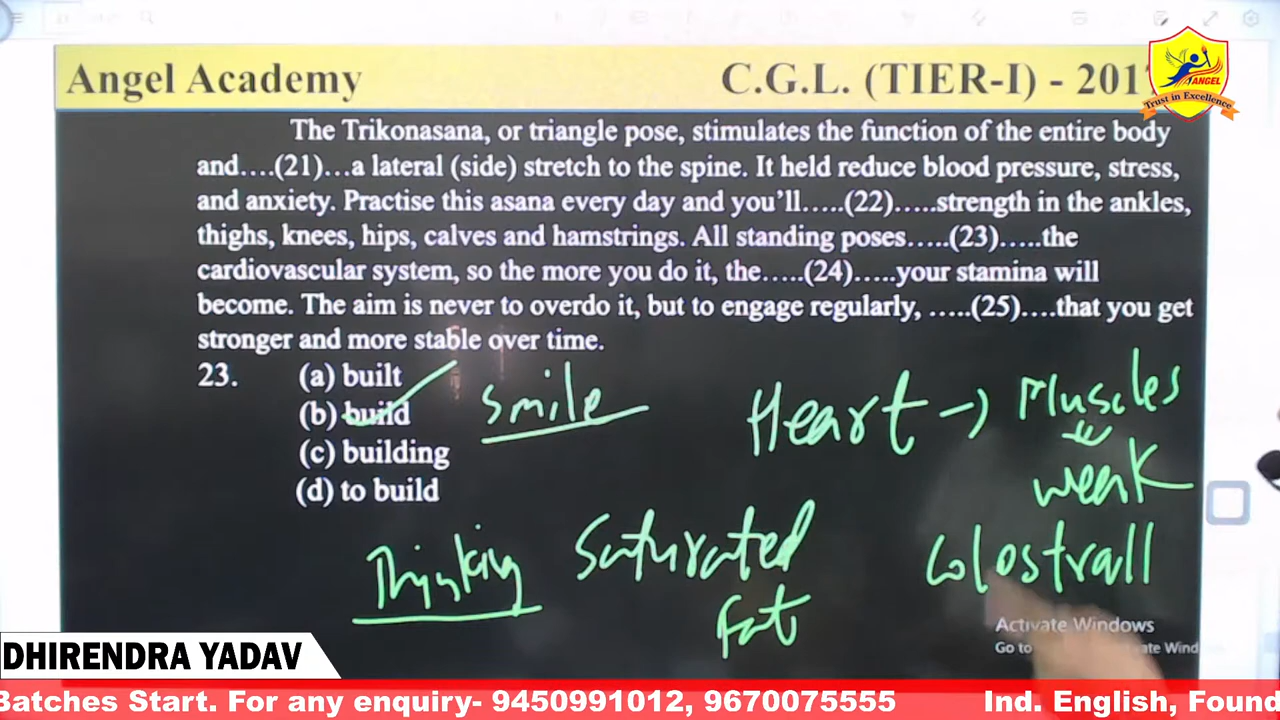 Angel Academy C.G.L. (TIER-I) - 201
ANGEL
Trust in Excellence
The Trikonasana, or triangle pose, stimulates the function of the entire body
and....(21)...a lateral (side) stretch to the spine. It held reduce blood pressure, stress,
and anxiety. Practise this asana every day and you'll.....(22).....strength in the ankles,
thighs, knees, hips, calves and hamstrings. All standing poses.....(23).....the
cardiovascular system, so the more you do it, the.....(24).....your stamina will
become. The aim is never to overdo it, but to engage regularly, .....(25)....that you get
stronger and more stable over time.
23. (a) built
(b) build
(c) building
(d) to build
Smile
Heart → Muscles
weak
Thinking
Saturated
Fat
Colostrall
Activate Windows
Go to
DHIRENDRA YADAV
Batches Start. For any enquiry- 9450991012, 9670075555 Ind. English, Found